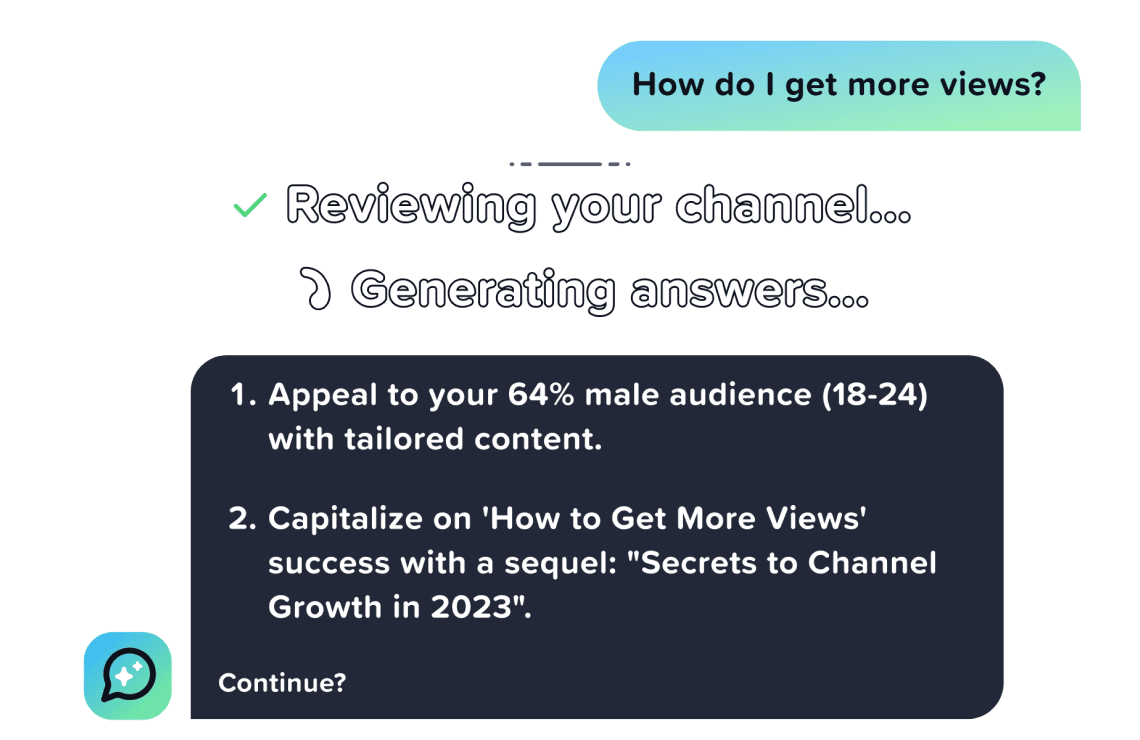 How do I get more views?
Reviewing your channel...
Generating answers...
1. Appeal to your 64% male audience (18-24)
with tailored content.
2. Capitalize on 'How to Get More Views'
success with a sequel: "Secrets to Channel
Growth in 2023".
Continue?